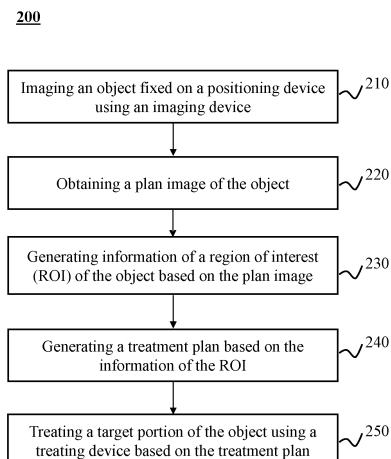 200
Imaging an object fixed on a positioning device
using an imaging device
210
Obtaining a plan image of the object
220
Generating information of a region of interest
(ROI) of the object based on the plan image
230
Generating a treatment plan based on the
information of the ROI
240
Treating a target portion of the object using a
treating device based on the treatment plan
250